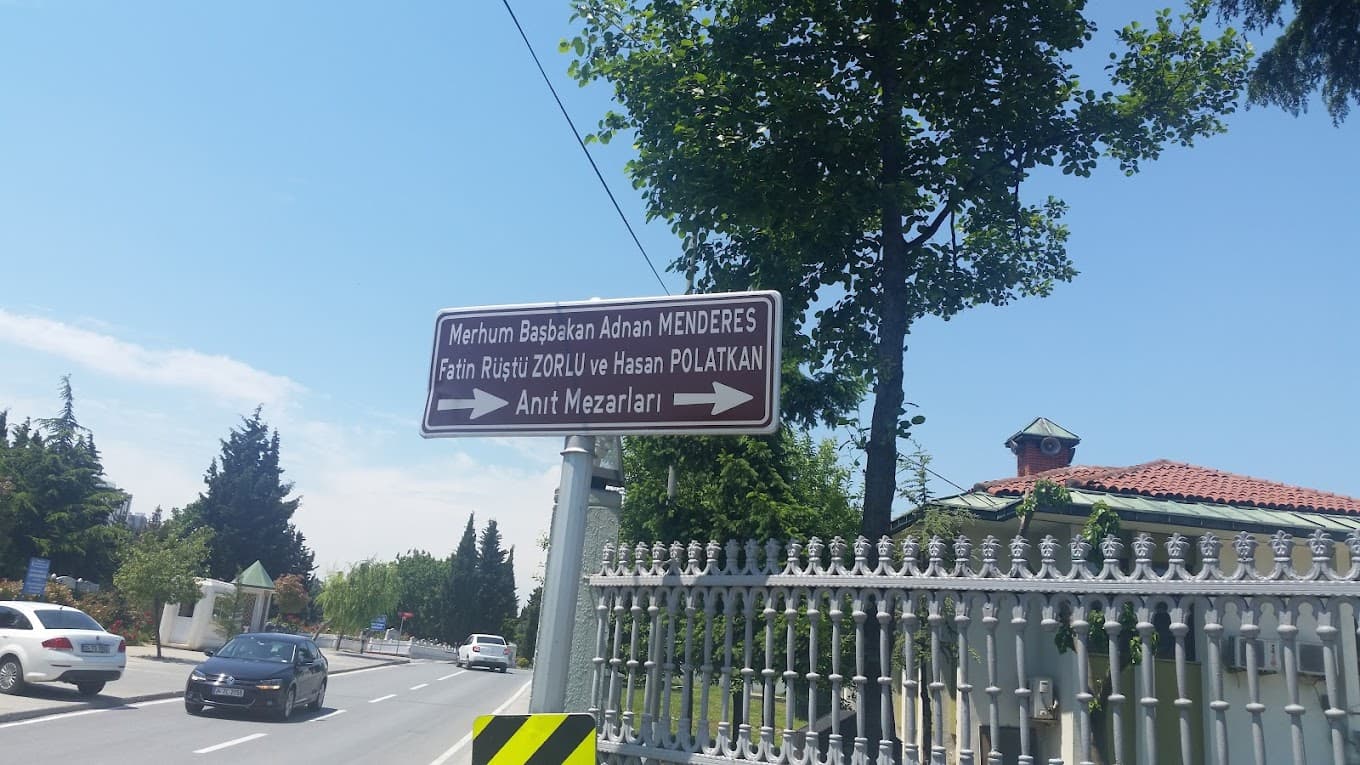 Merhum Başbakan Adnan MENDERES
Fatin Rüştü ZORLU ve Hasan POLATKAN
Anıt Mezarları